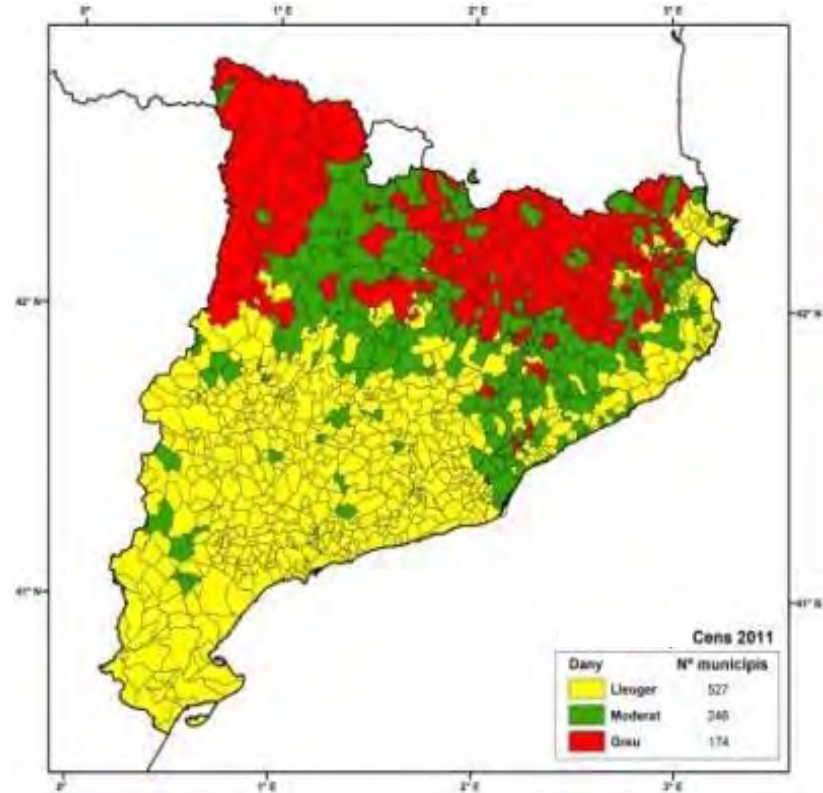 0° 1° E 2° E 3° E
42° N 42° N
41° N 41° N
Cens 2011
Dany Nº municipis
Lleuger 527
Moderat 246
Greu 174
0° 1° E 2° E 3° E